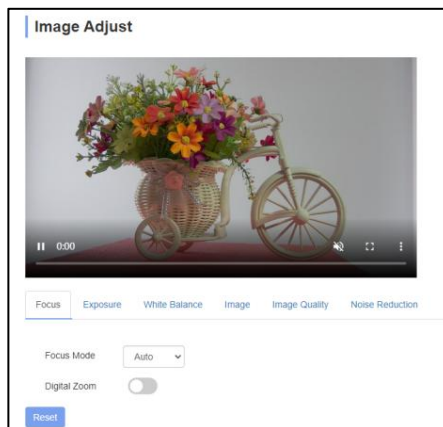 Image Adjust
0:00
Focus Exposure White Balance Image Image Quality Noise Reduction
Focus Mode Auto
Digital Zoom
Reset